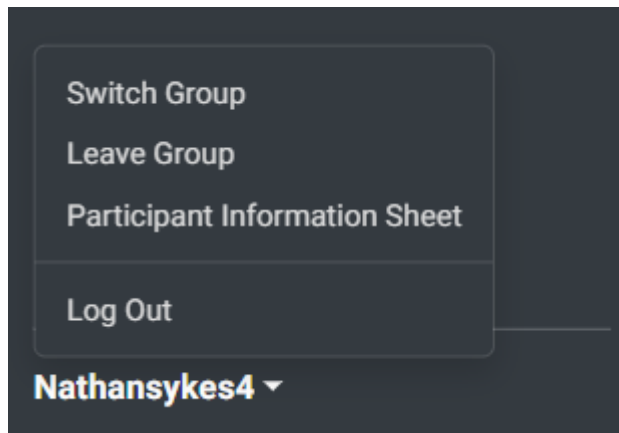 Switch Group
Leave Group
Participant Information Sheet
Log Out
Nathansykes4